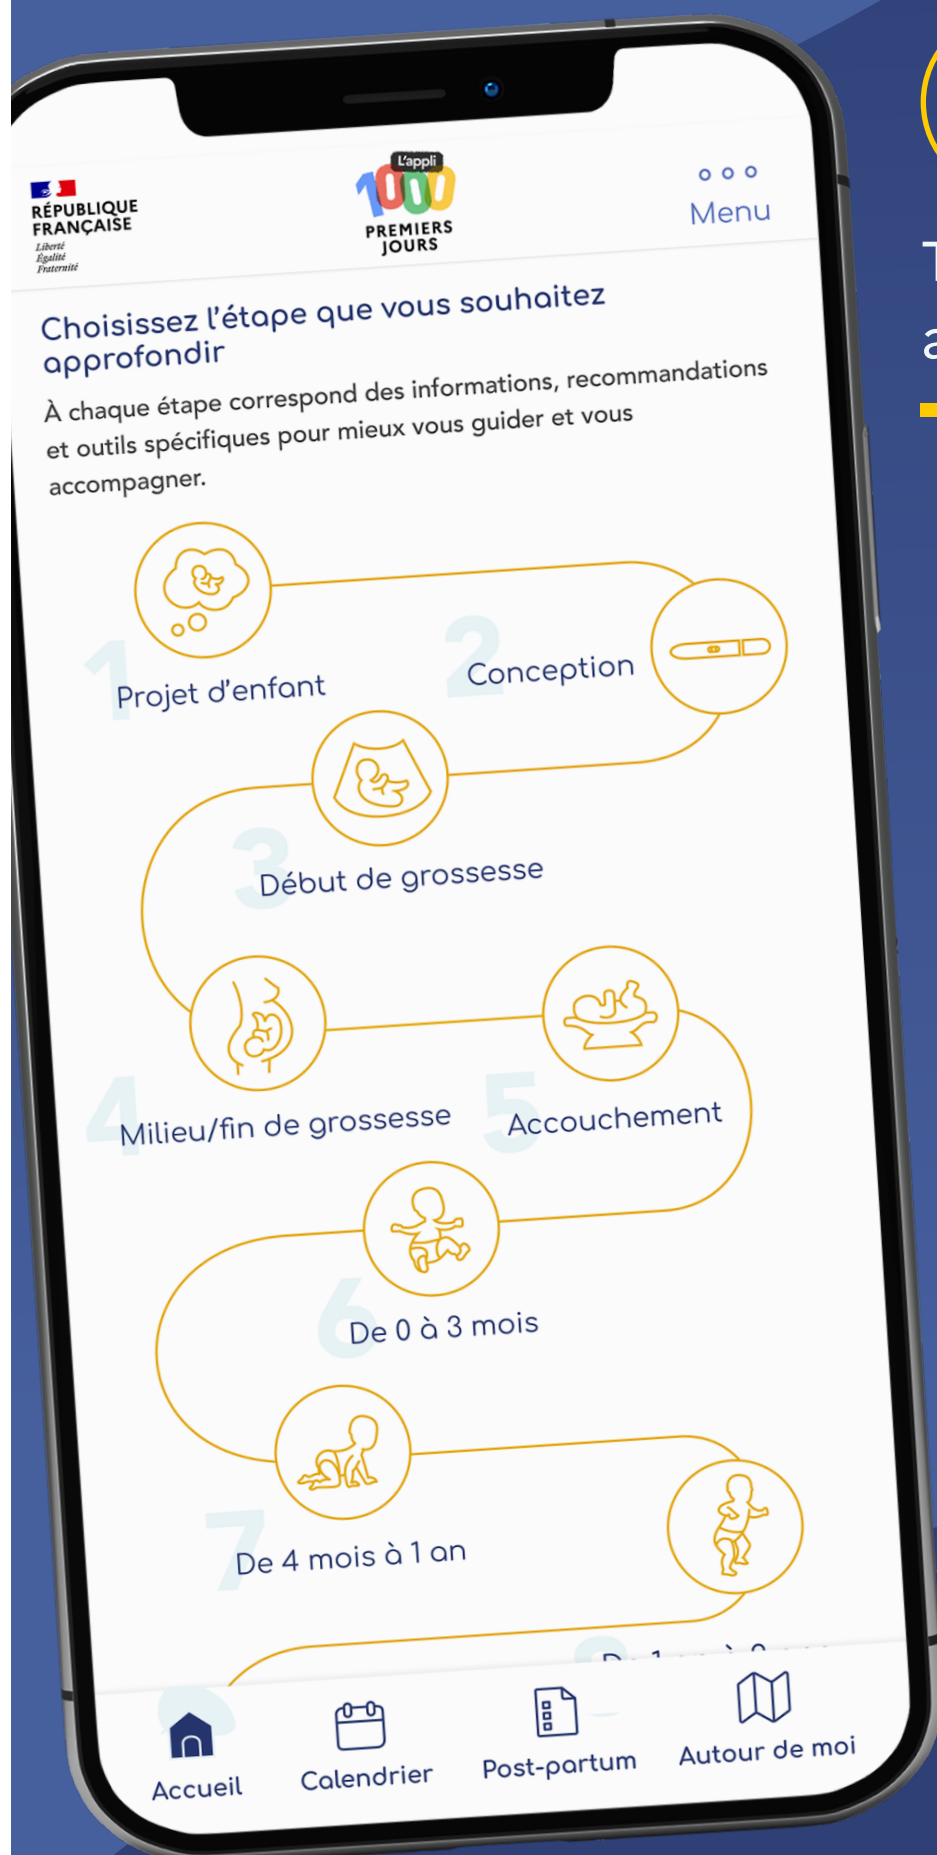 RÉPUBLIQUE
FRANÇAISE
Liberté
Égalité
Fraternité
L'appli
1000
PREMIERS
JOURS
Menu
Choisissez l'étape que vous souhaitez
approfondir
À chaque étape correspond des informations, recommandations
et outils spécifiques pour mieux vous guider et vous
accompagner.
1
Projet d'enfant
2
Conception
3
Début de grossesse
4
Milieu/fin de grossesse
5
Accouchement
6
De 0 à 3 mois
7
De 4 mois à 1 an
Accueil
Calendrier
Post-partum
Autour de moi